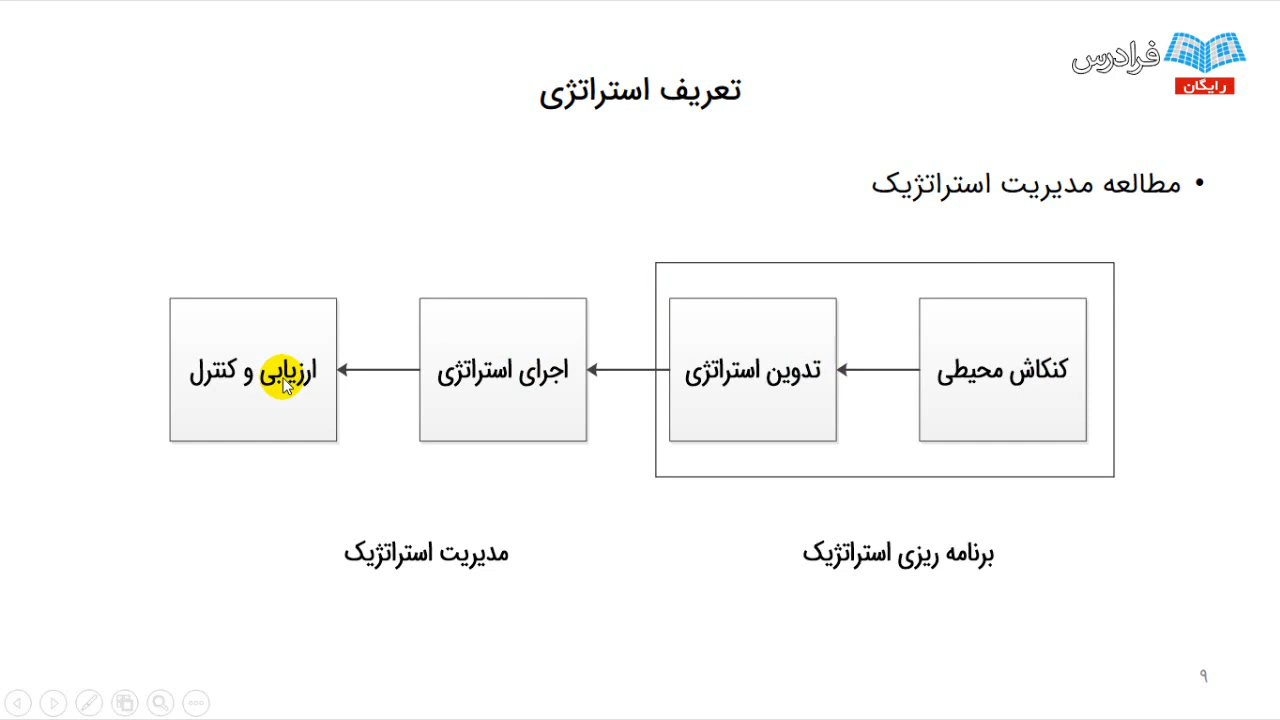 فرادرس
رایگان
تعریف استراتژی
• مطالعه مدیریت استراتژیک
کنکاش محیطی
تدوین استراتژی
اجرای استراتژی
ارزیابی و کنترل
برنامه ریزی استراتژیک
مدیریت استراتژیک
۹